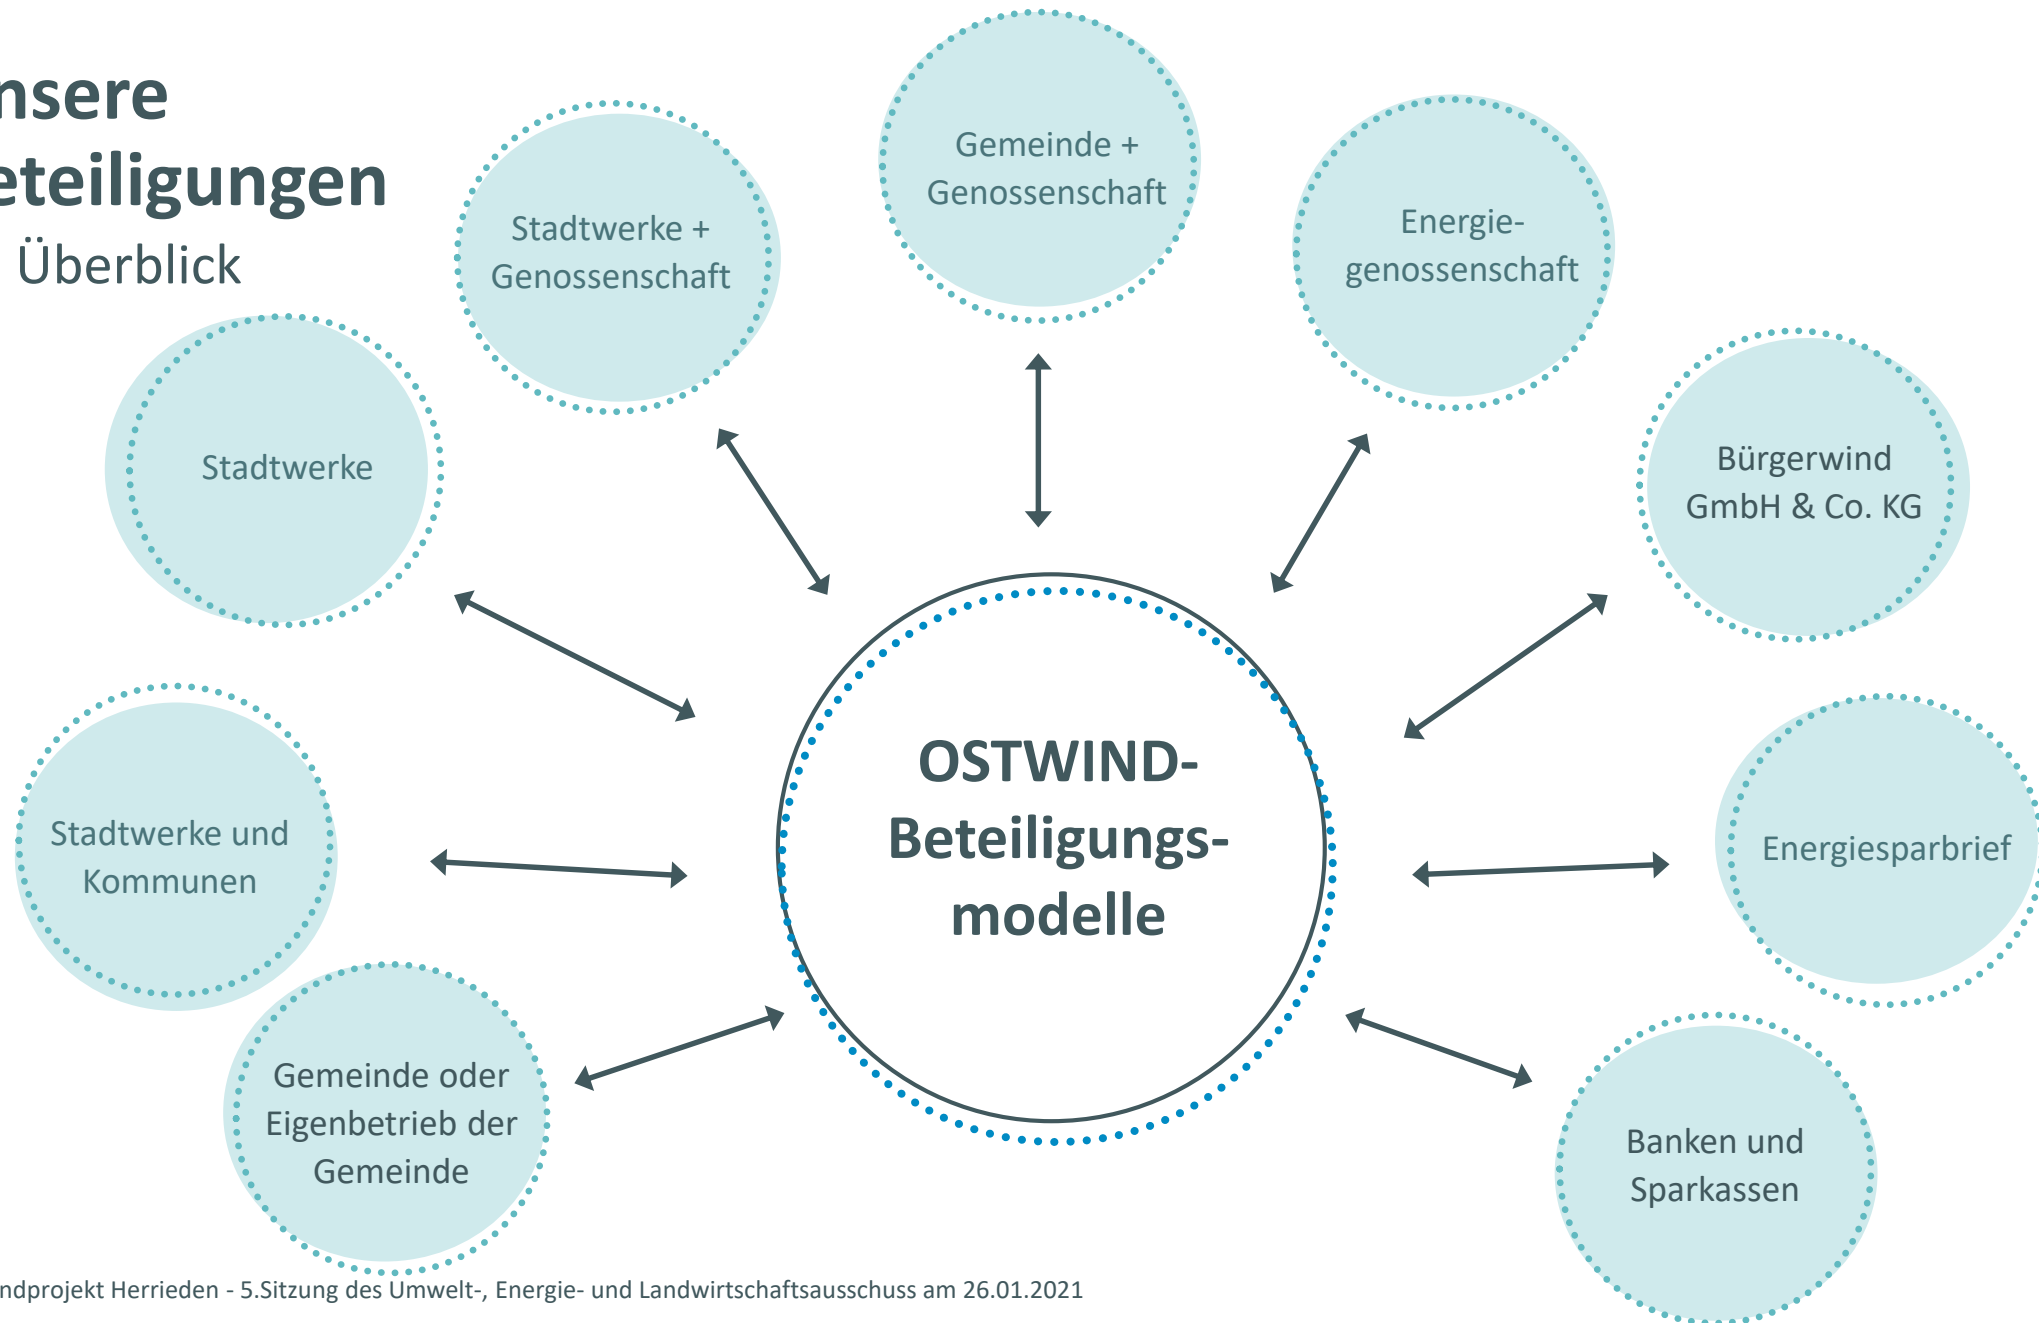 nsere
eteiligungen
Überblick
Gemeinde +
Genossenschaft
Stadtwerke +
Genossenschaft
Energie-
genossenschaft
Stadtwerke
Bürgerwind
GmbH & Co. KG
OSTWIND-
Beteiligungs-
modelle
Stadtwerke und
Kommunen
Energiesparbrief
Gemeinde oder
Eigenbetrieb der
Gemeinde
Banken und
Sparkassen
ndprojekt Herrieden - 5.Sitzung des Umwelt-, Energie- und Landwirtschaftsausschuss am 26.01.2021